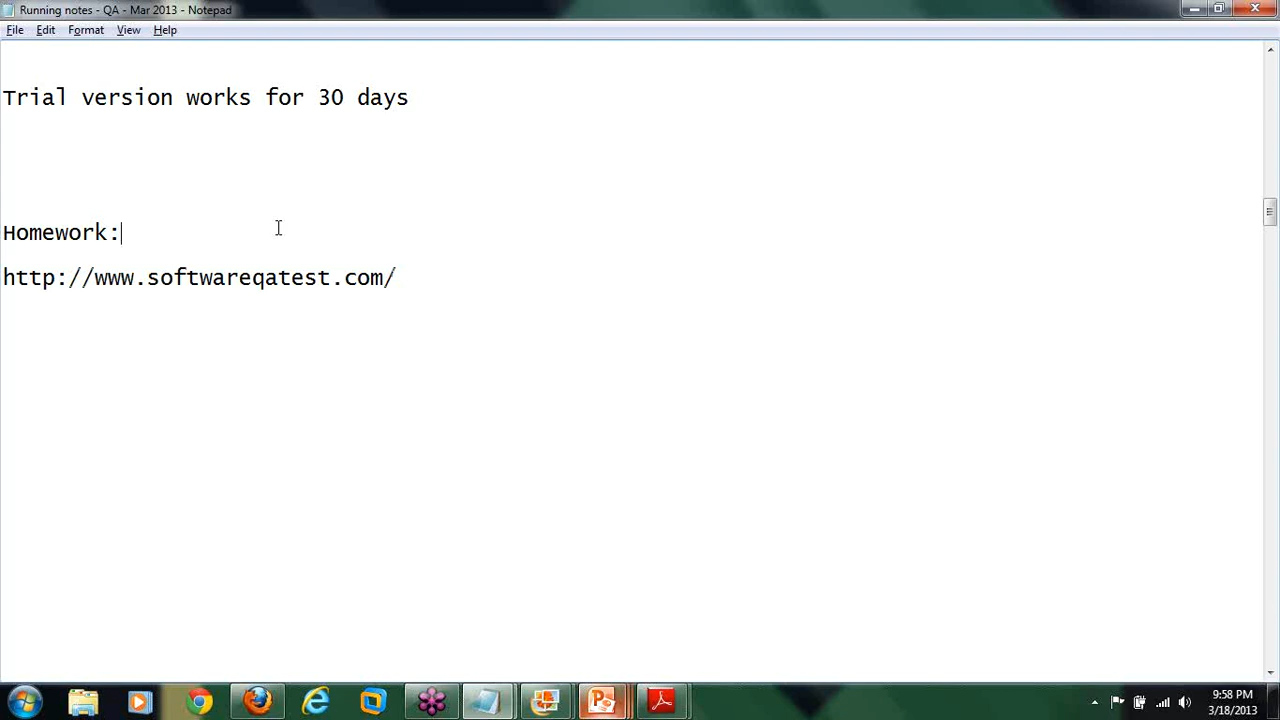 Running notes - QA - Mar 2013 - Notepad
File Edit Format View Help
Trial version works for 30 days
Homework:
http://www.softwareqatest.com/
9:58 PM
3/18/2013